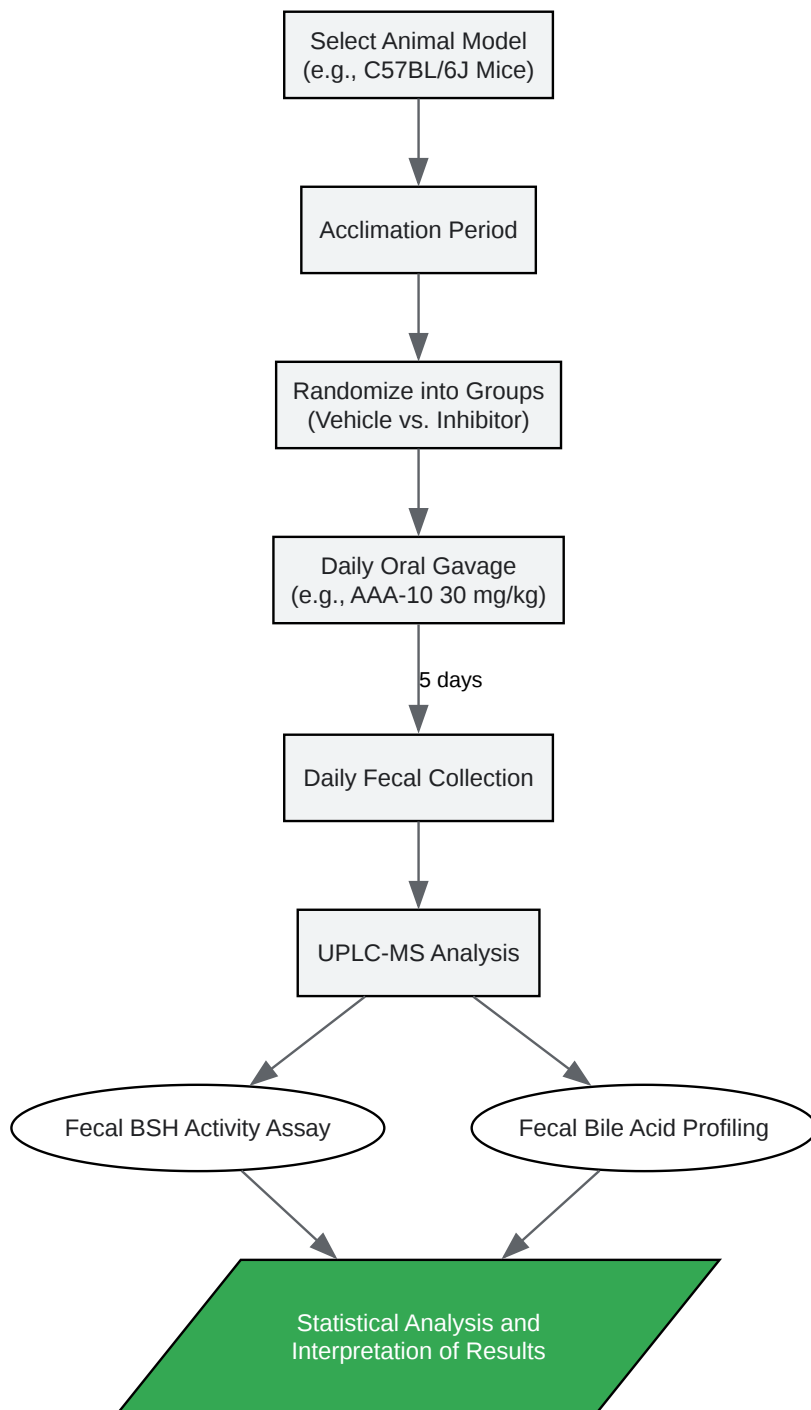 Select Animal Model
(e.g., C57BL/6J Mice)
Acclimation Period
Randomize into Groups
(Vehicle vs. Inhibitor)
Daily Oral Gavage
(e.g., AAA-10 30 mg/kg)
5 days
Daily Fecal Collection
UPLC-MS Analysis
Fecal BSH Activity Assay
Fecal Bile Acid Profiling
Statistical Analysis and
Interpretation of Results